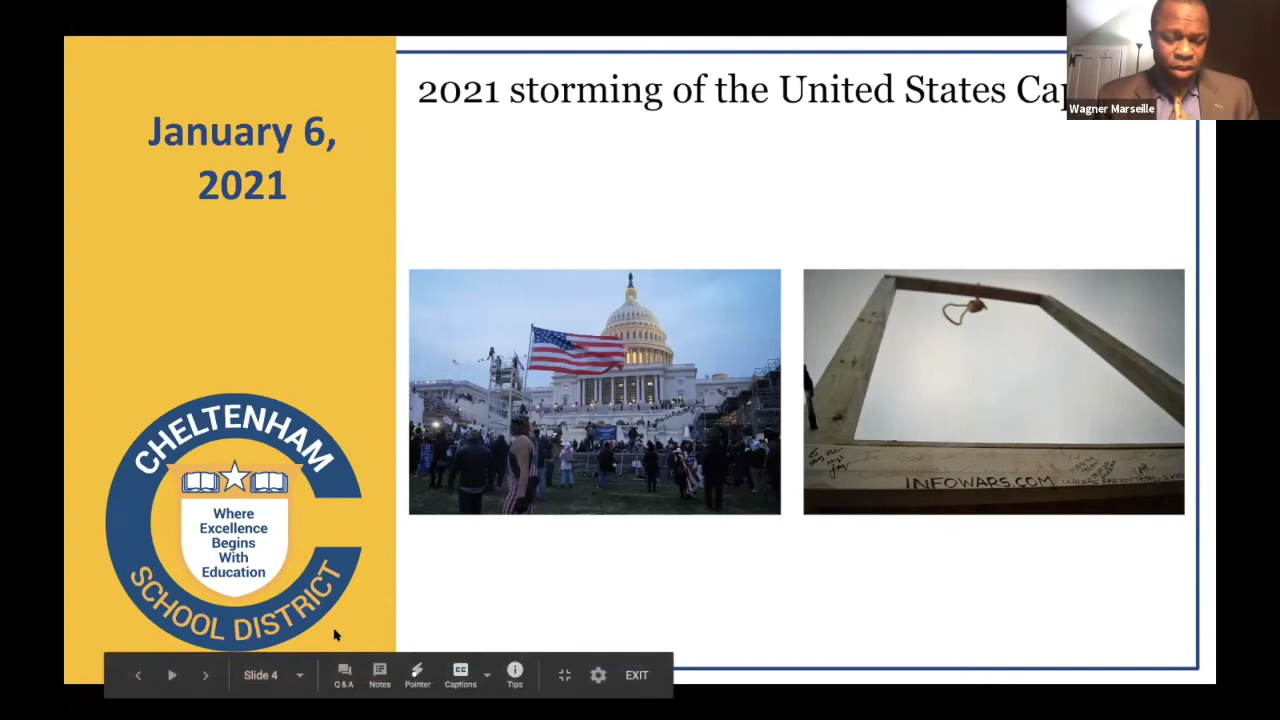 January 6,
2021
2021 storming of the United States Cap
Wagner Marseille
INFOWARS.COM
CHELTENHAM
Where
Excellence
Begins
With
Education
SCHOOL DISTRICT
Slide 4
Q & A
Notes
Pointer
CC
Captions
Tips
EXIT